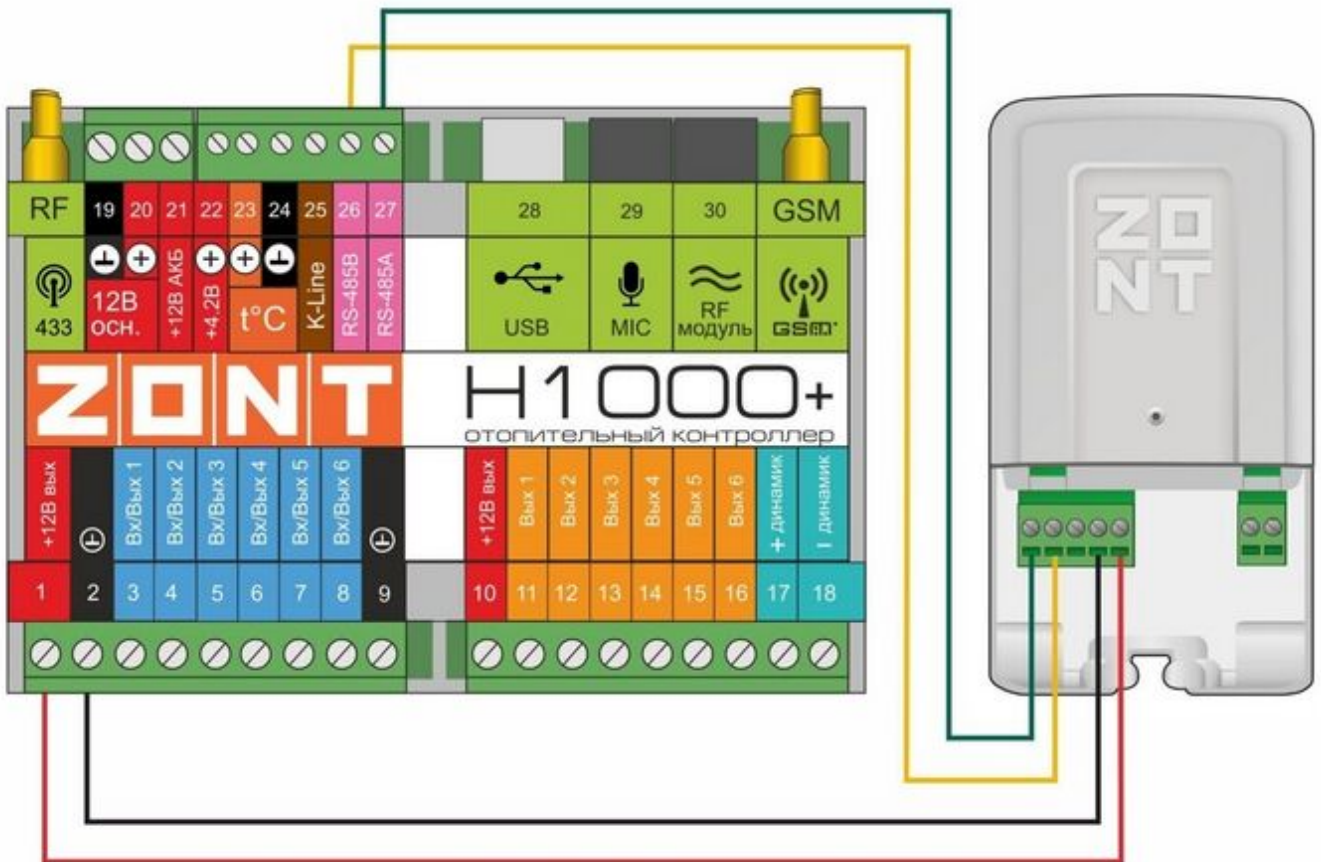 RF 19 20 21 22 23 24 25 26 27 28 29 30 GSM
433
12В
осн.
+12В АКБ
+4.2В
t°C
K-Line
RS-485B
RS-485A
USB
MIC
RF
модуль
GSM
ZONT
H1000+
отопительный контроллер
+12В вых
Вх/Вых 1
Вх/Вых 2
Вх/Вых 3
Вх/Вых 4
Вх/Вых 5
Вх/Вых 6
+12В вых
Вых 1
Вых 2
Вых 3
Вых 4
Вых 5
Вых 6
+ динамик
− динамик
1 2 3 4 5 6 7 8 9 10 11 12 13 14 15 16 17 18
ZO
NT